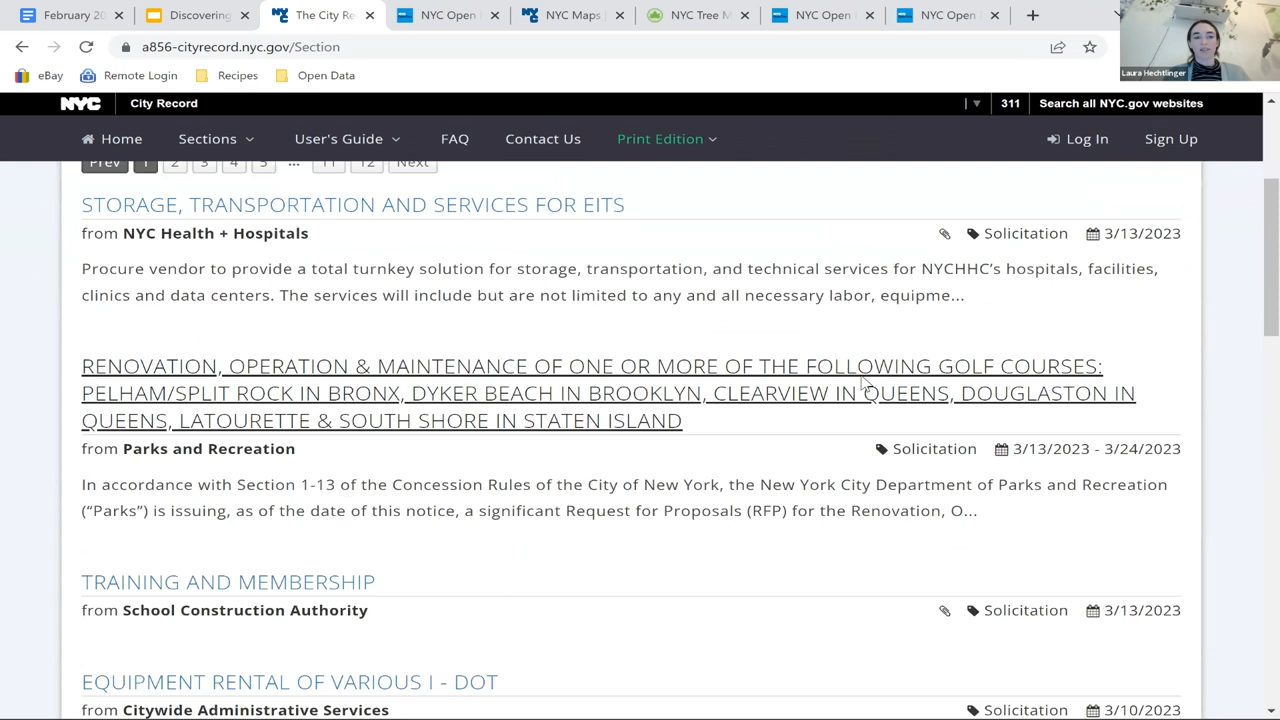 February 20
Discovering
The City Re
NYC Open
NYC Maps
NYC Tree M
NYC Open
NYC Open
a856-cityrecord.nyc.gov/Section
eBay
Remote Login
Recipes
Open Data
Laura Hechtlinger
NYC
City Record
311
Search all NYC.gov websites
Home
Sections
User's Guide
FAQ
Contact Us
Print Edition
Log In
Sign Up
Prev 1 2 3 4 5 ... 11 12 Next
STORAGE, TRANSPORTATION AND SERVICES FOR EITS
from NYC Health + Hospitals
Solicitation
3/13/2023
Procure vendor to provide a total turnkey solution for storage, transportation, and technical services for NYCHHC's hospitals, facilities,
clinics and data centers. The services will include but are not limited to any and all necessary labor, equipme...
RENOVATION, OPERATION & MAINTENANCE OF ONE OR MORE OF THE FOLLOWING GOLF COURSES:
PELHAM/SPLIT ROCK IN BRONX, DYKER BEACH IN BROOKLYN, CLEARVIEW IN QUEENS, DOUGLASTON IN
QUEENS, LATOURETTE & SOUTH SHORE IN STATEN ISLAND
from Parks and Recreation
Solicitation
3/13/2023 - 3/24/2023
In accordance with Section 1-13 of the Concession Rules of the City of New York, the New York City Department of Parks and Recreation
("Parks") is issuing, as of the date of this notice, a significant Request for Proposals (RFP) for the Renovation, O...
TRAINING AND MEMBERSHIP
from School Construction Authority
Solicitation
3/13/2023
EQUIPMENT RENTAL OF VARIOUS I - DOT
from Citywide Administrative Services
Solicitation
3/10/2023